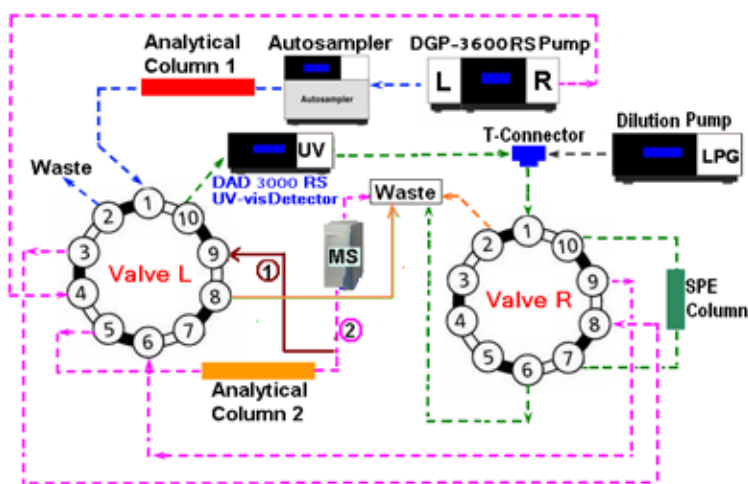 Analytical
Column 1
Autosampler
Autosampler
DGP-3600RS Pump
L
R
Dilution Pump
LPG
T-Connector
UV
DAD 3000 RS
UV-visDetector
Waste
Waste
MS
1
2
3
4
5
6
7
8
9
10
Valve L
1
2
Analytical
Column 2
1
2
3
4
5
6
7
8
9
10
Valve R
SPE
Column